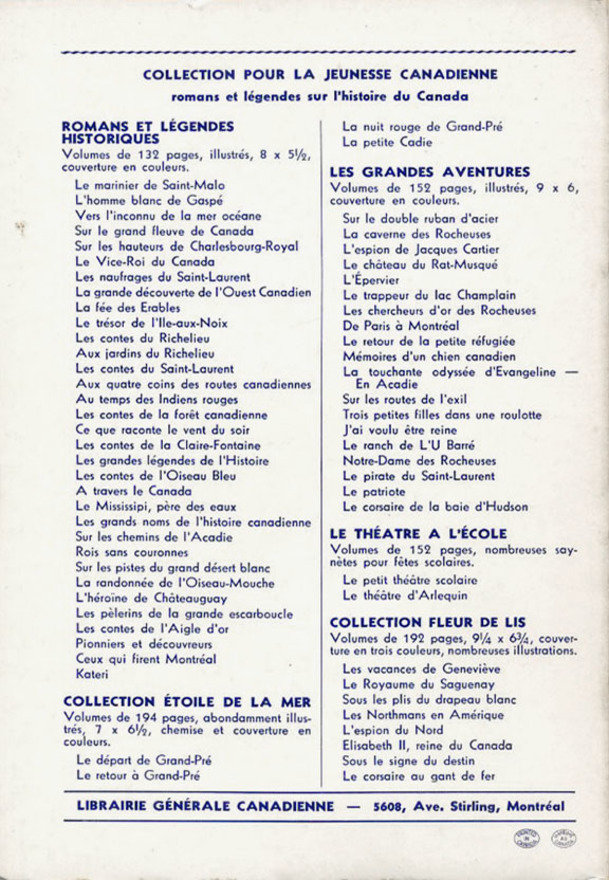 COLLECTION POUR LA JEUNESSE CANADIENNE
romans et légendes sur l'histoire du Canada
ROMANS ET LÉGENDES
HISTORIQUES
Volumes de 132 pages, illustrés, 8 x 5½,
couverture en couleurs.
Le marinier de Saint-Malo
L'homme blanc de Gaspé
Vers l'inconnu de la mer océane
Sur le grand fleuve de Canada
Sur les hauteurs de Charlesbourg-Royal
Le Vice-Roi du Canada
Les naufrages du Saint-Laurent
La grande découverte de l'Ouest Canadien
La fée des Erables
Le trésor de l'Ile-aux-Noix
Les contes du Richelieu
Aux jardins du Richelieu
Les contes du Saint-Laurent
Aux quatre coins des routes canadiennes
Au temps des Indiens rouges
Les contes de la forêt canadienne
Ce que raconte le vent du soir
Les contes de la Claire-Fontaine
Les grandes légendes de l'Histoire
Les contes de l'Oiseau Bleu
A travers le Canada
Le Mississipi, père des eaux
Les grands noms de l'histoire canadienne
Sur les chemins de l'Acadie
Rois sans couronnes
Sur les pistes du grand désert blanc
La randonnée de l'Oiseau-Mouche
L'héroïne de Châteauguay
Les pèlerins de la grande escarboucle
Les contes de l'Aigle d'or
Pionniers et découvreurs
Ceux qui firent Montréal
Kateri
COLLECTION ÉTOILE DE LA MER
Volumes de 194 pages, abondamment illus-
trés, 7 x 6½, chemise et couverture en
couleurs.
Le départ de Grand-Pré
Le retour à Grand-Pré
La nuit rouge de Grand-Pré
La petite Cadie
LES GRANDES AVENTURES
Volumes de 152 pages, illustrés, 9 x 6,
couverture en couleurs.
Sur le double ruban d'acier
La caverne des Rocheuses
L'espion de Jacques Cartier
Le château du Rat-Musqué
L'Épervier
Le trappeur du lac Champlain
Les chercheurs d'or des Rocheuses
De Paris à Montréal
Le retour de la petite réfugiée
Mémoires d'un chien canadien
La touchante odyssée d'Evangeline —
En Acadie
Sur les routes de l'exil
Trois petites filles dans une roulotte
J'ai voulu être reine
Le ranch de L'U Barré
Notre-Dame des Rocheuses
Le pirate du Saint-Laurent
Le patriote
Le corsaire de la baie d'Hudson
LE THÉATRE A L'ÉCOLE
Volumes de 152 pages, nombreuses say-
nètes pour fêtes scolaires.
Le petit théâtre scolaire
Le théâtre d'Arlequin
COLLECTION FLEUR DE LIS
Volumes de 192 pages, 9¼ x 6¾, couver-
ture en trois couleurs, nombreuses illustrations.
Les vacances de Geneviève
Le Royaume du Saguenay
Sous les plis du drapeau blanc
Les Northmans en Amérique
L'espion du Nord
Elisabeth II, reine du Canada
Sous le signe du destin
Le corsaire au gant de fer
LIBRAIRIE GÉNÉRALE CANADIENNE — 5608, Ave. Stirling, Montréal
PRINTED
IN
CANADA